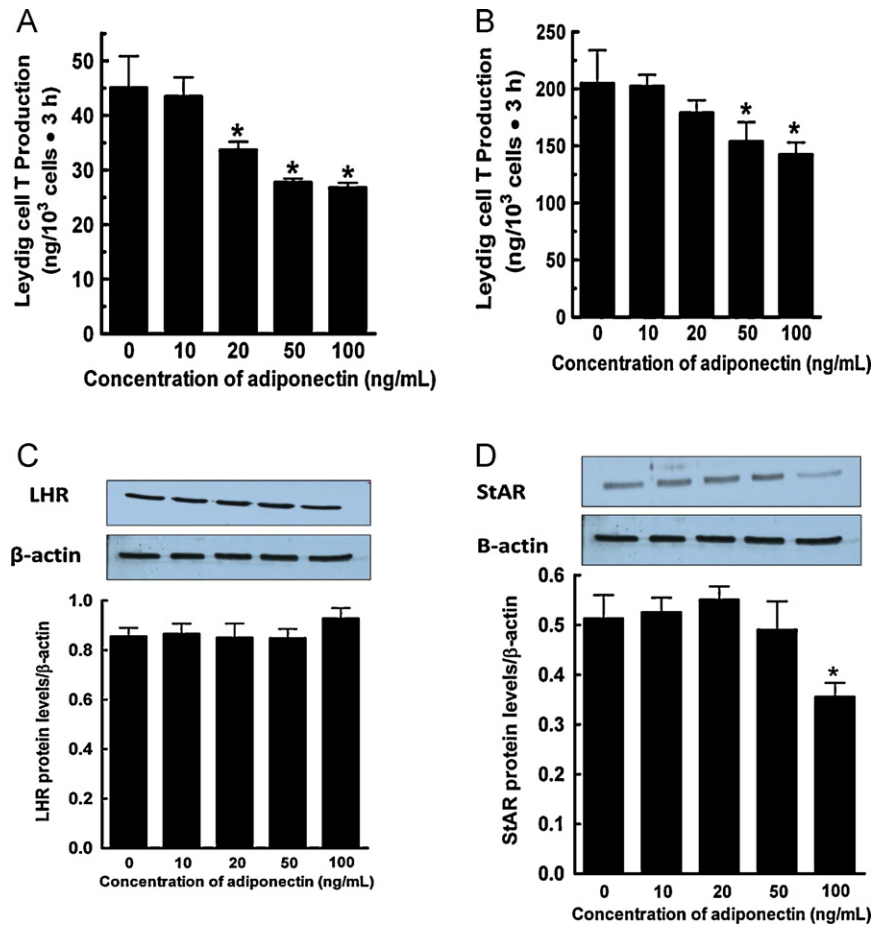 A
Leydig cell T Production
(ng/10³ cells • 3 h)
50
40
30
20
10
0
*
*
*
0 10 20 50 100
Concentration of adiponectin (ng/mL)
B
Leydig cell T Production
(ng/10³ cells • 3 h)
250
200
150
100
50
0
*
*
0 10 20 50 100
Concentration of adiponectin (ng/mL)
C
LHR
β-actin
LHR protein levels/β-actin
1.0
0.8
0.6
0.4
0.2
0.0
0 10 20 50 100
Concentration of adiponectin (ng/mL)
D
StAR
B-actin
StAR protein levels/β-actin
0.6
0.5
0.4
0.3
0.2
0.1
0.0
*
0 10 20 50 100
Concentration of adiponectin (ng/mL)